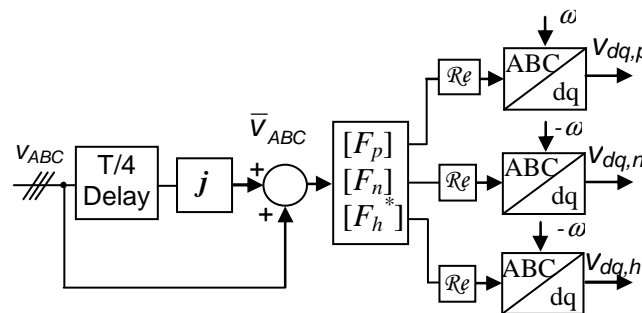 ω
v_dq,p
ABC
dq
ℛe
v̄_ABC
-ω
v_ABC
T/4
Delay
j
+
+
[F_p]
[F_n]
[F_h*]
ℛe
ABC
dq
v_dq,n
-ω
ℛe
ABC
dq
v_dq,h